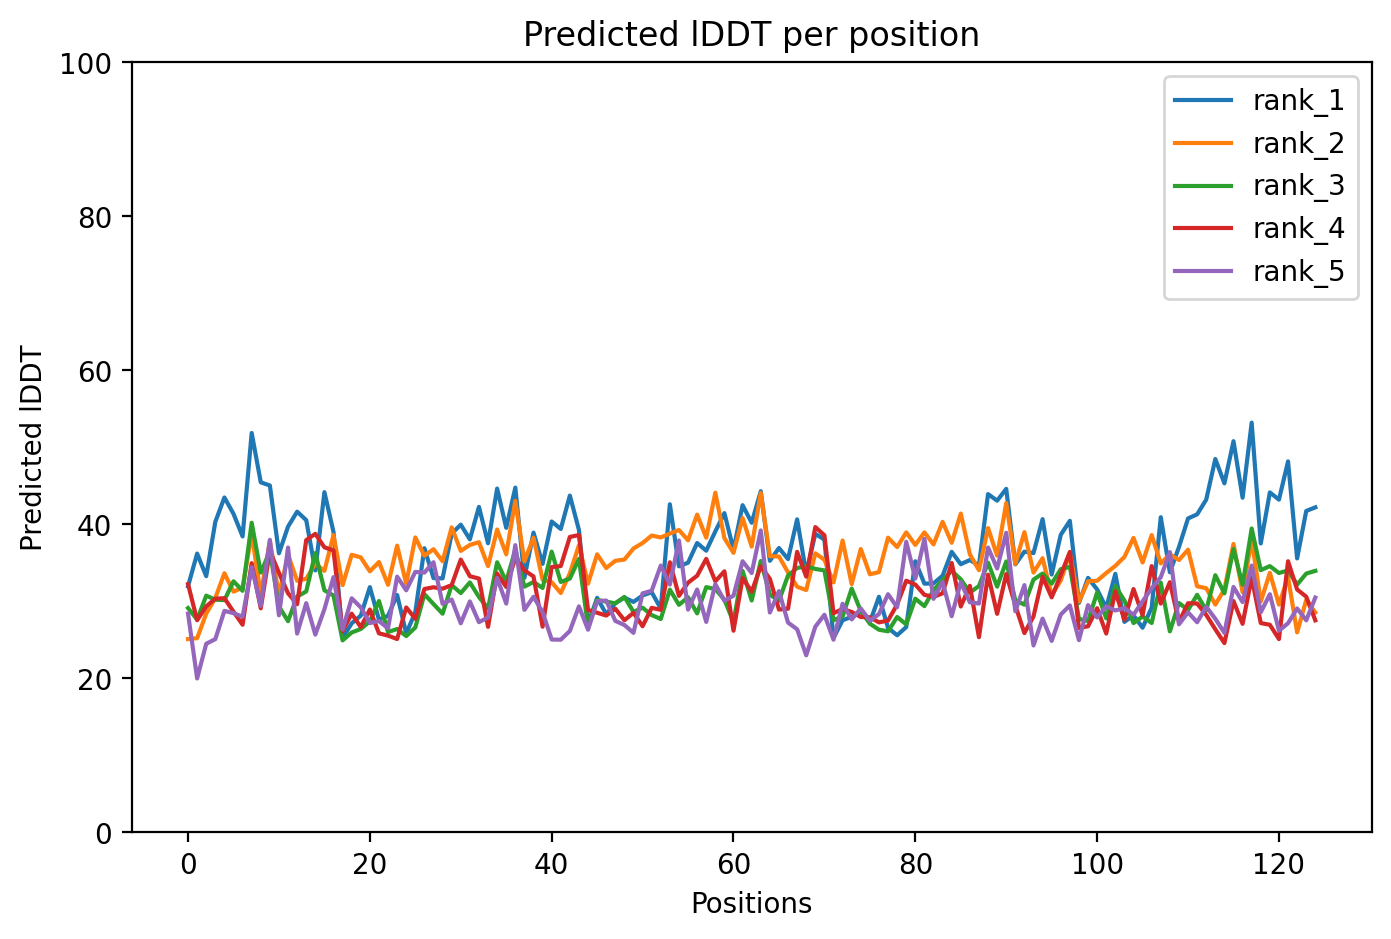 Predicted lDDT per position
100
80
60
40
20
0
Predicted lDDT
0 20 40 60 80 100 120
Positions
rank_1
rank_2
rank_3
rank_4
rank_5